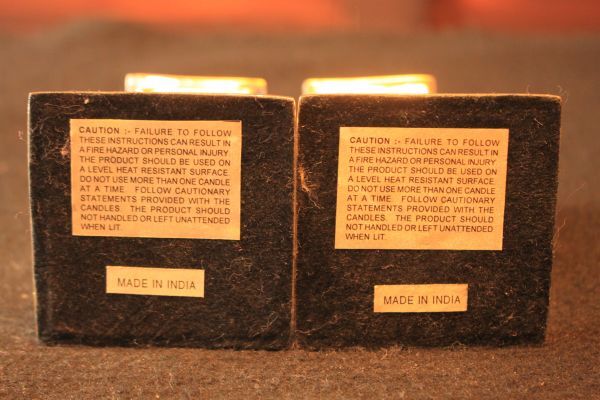 CAUTION :- FAILURE TO FOLLOW
THESE INSTRUCTIONS CAN RESULT IN
A FIRE HAZARD OR PERSONAL INJURY.
THE PRODUCT SHOULD BE USED ON
A LEVEL HEAT RESISTANT SURFACE.
DO NOT USE MORE THAN ONE CANDLE
AT A TIME. FOLLOW CAUTIONARY
STATEMENTS PROVIDED WITH THE
CANDLES. THE PRODUCT SHOULD
NOT HANDLED OR LEFT UNATTENDED
WHEN LIT.
MADE IN INDIA
CAUTION :- FAILURE TO FOLLOW
THESE INSTRUCTIONS CAN RESULT IN
A FIRE HAZARD OR PERSONAL INJURY.
THE PRODUCT SHOULD BE USED ON
A LEVEL HEAT RESISTANT SURFACE.
DO NOT USE MORE THAN ONE CANDLE
AT A TIME. FOLLOW CAUTIONARY
STATEMENTS PROVIDED WITH THE
CANDLES. THE PRODUCT SHOULD
NOT HANDLED OR LEFT UNATTENDED
WHEN LIT.
MADE IN INDIA